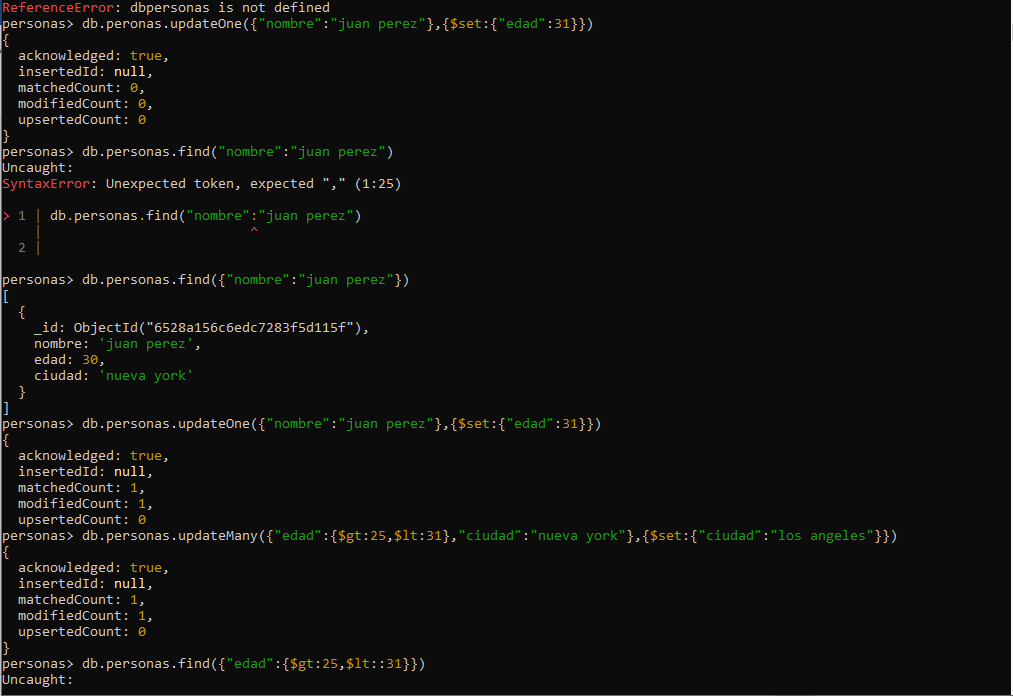 ReferenceError: dbpersonas is not defined
personas> db.peronas.updateOne({"nombre":"juan perez"},{$set:{"edad":31}})
{
  acknowledged: true,
  insertedId: null,
  matchedCount: 0,
  modifiedCount: 0,
  upsertedCount: 0
}
personas> db.personas.find("nombre":"juan perez")
Uncaught:
SyntaxError: Unexpected token, expected "," (1:25)

> 1 | db.personas.find("nombre":"juan perez")
    |                          ^
  2 |

personas> db.personas.find({"nombre":"juan perez"})
[
  {
    _id: ObjectId("6528a156c6edc7283f5d115f"),
    nombre: 'juan perez',
    edad: 30,
    ciudad: 'nueva york'
  }
]
personas> db.personas.updateOne({"nombre":"juan perez"},{$set:{"edad":31}})
{
  acknowledged: true,
  insertedId: null,
  matchedCount: 1,
  modifiedCount: 1,
  upsertedCount: 0
personas> db.personas.updateMany({"edad":{$gt:25,$lt:31},"ciudad":"nueva york"},{$set:{"ciudad":"los angeles"}})
{
  acknowledged: true,
  insertedId: null,
  matchedCount: 1,
  modifiedCount: 1,
  upsertedCount: 0
}
personas> db.personas.find({"edad":{$gt:25,$lt::31}})
Uncaught: